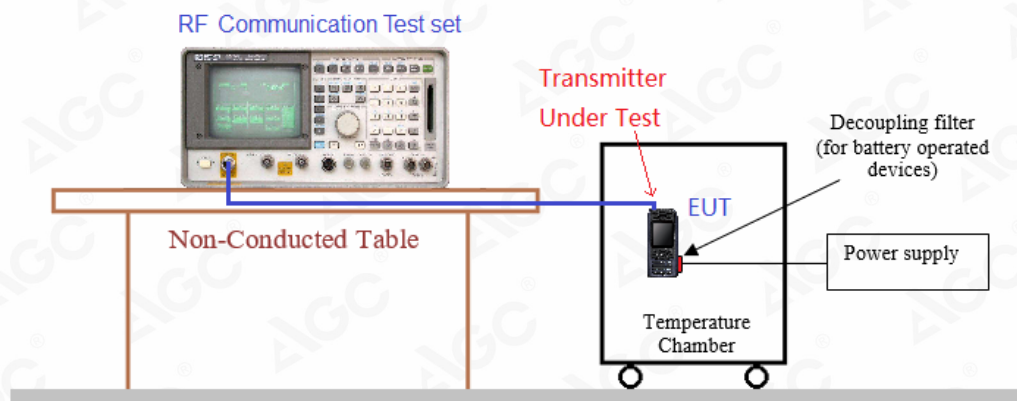 RF Communication Test set
Transmitter
Under Test
Decoupling filter
(for battery operated
devices)
EUT
Non-Conducted Table
Power supply
Temperature
Chamber
AGC